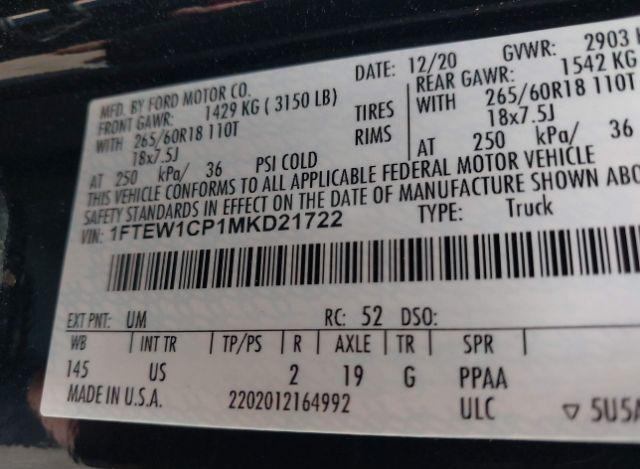 MFD. BY FORD MOTOR CO.
DATE: 12/20 GVWR: 2903
FRONT GAWR: 1429 KG ( 3150 LB)
REAR GAWR: 1542 KG
WITH 265/60R18 110T TIRES WITH 265/60R18 110T
18x7.5J RIMS 18x7.5J
AT 250 kPa/ 36 PSI COLD AT 250 kPa/ 36
THIS VEHICLE CONFORMS TO ALL APPLICABLE FEDERAL MOTOR VEHICLE
SAFETY STANDARDS IN EFFECT ON THE DATE OF MANUFACTURE SHOWN
VIN: 1FTEW1CP1MKD21722 TYPE: Truck
EXT PNT: UM RC: 52 DSO:
WB | INT TR | TP/PS | R | AXLE | TR | SPR
145 US 2 19 G PPAA
MADE IN U.S.A. 2202012164992 ULC